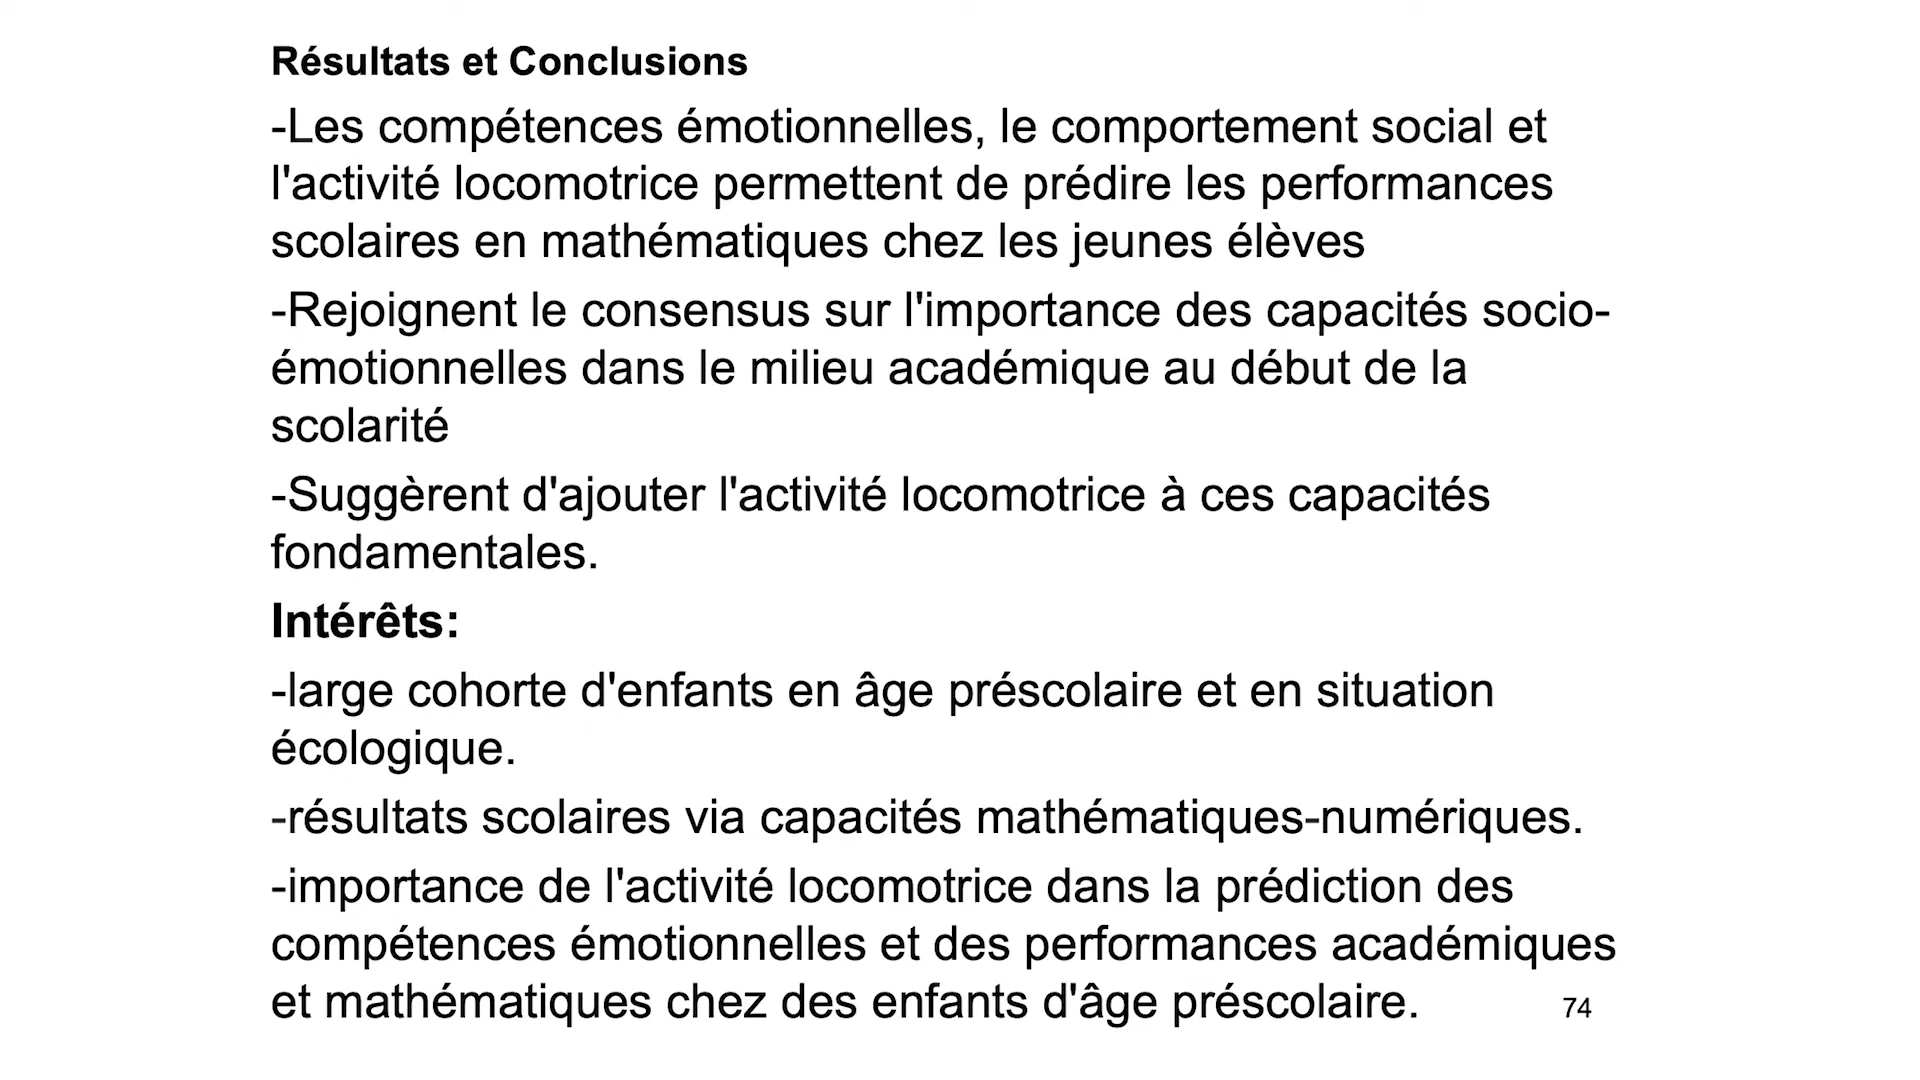 Résultats et Conclusions
-Les compétences émotionnelles, le comportement social et
l'activité locomotrice permettent de prédire les performances
scolaires en mathématiques chez les jeunes élèves
-Rejoignent le consensus sur l'importance des capacités socio-
émotionnelles dans le milieu académique au début de la
scolarité
-Suggèrent d'ajouter l'activité locomotrice à ces capacités
fondamentales.
Intérêts:
-large cohorte d'enfants en âge préscolaire et en situation
écologique.
-résultats scolaires via capacités mathématiques-numériques.
-importance de l'activité locomotrice dans la prédiction des
compétences émotionnelles et des performances académiques
et mathématiques chez des enfants d'âge préscolaire.
74